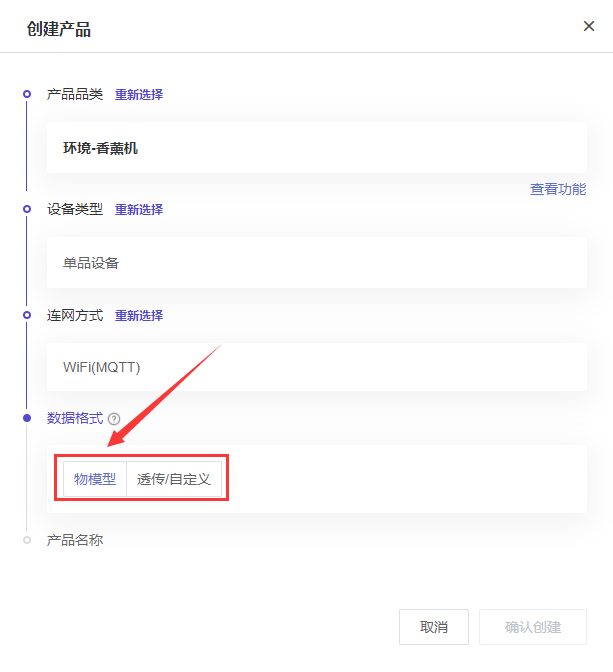 创建产品
产品品类 重新选择
环境-香薰机
查看功能
设备类型 重新选择
单品设备
连网方式 重新选择
WiFi(MQTT)
数据格式 ?
物模型 透传/自定义
产品名称
取消 确认创建